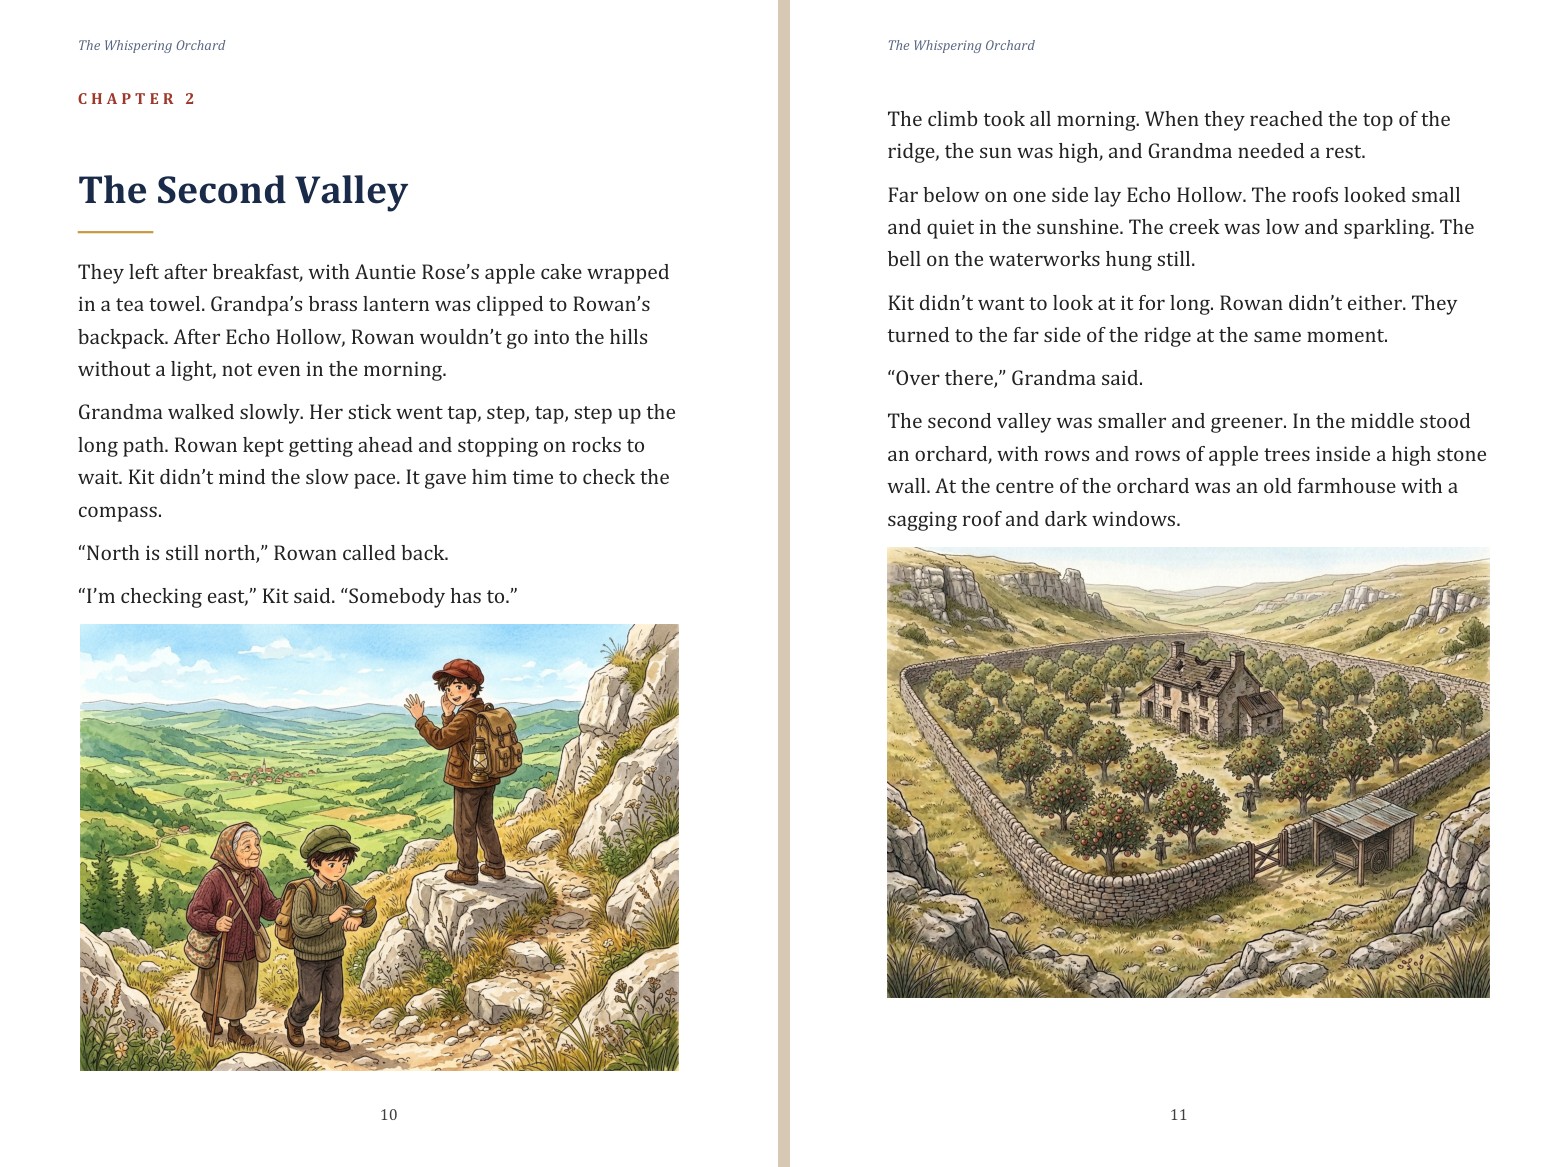 The Whispering Orchard
CHAPTER 2
The Second Valley
They left after breakfast, with Auntie Rose’s apple cake wrapped
in a tea towel. Grandpa’s brass lantern was clipped to Rowan’s
backpack. After Echo Hollow, Rowan wouldn’t go into the hills
without a light, not even in the morning.
Grandma walked slowly. Her stick went tap, step, tap, step up the
long path. Rowan kept getting ahead and stopping on rocks to
wait. Kit didn’t mind the slow pace. It gave him time to check the
compass.
“North is still north,” Rowan called back.
“I’m checking east,” Kit said. “Somebody has to.”
10
The Whispering Orchard
The climb took all morning. When they reached the top of the
ridge, the sun was high, and Grandma needed a rest.
Far below on one side lay Echo Hollow. The roofs looked small
and quiet in the sunshine. The creek was low and sparkling. The
bell on the waterworks hung still.
Kit didn’t want to look at it for long. Rowan didn’t either. They
turned to the far side of the ridge at the same moment.
“Over there,” Grandma said.
The second valley was smaller and greener. In the middle stood
an orchard, with rows and rows of apple trees inside a high stone
wall. At the centre of the orchard was an old farmhouse with a
sagging roof and dark windows.
11